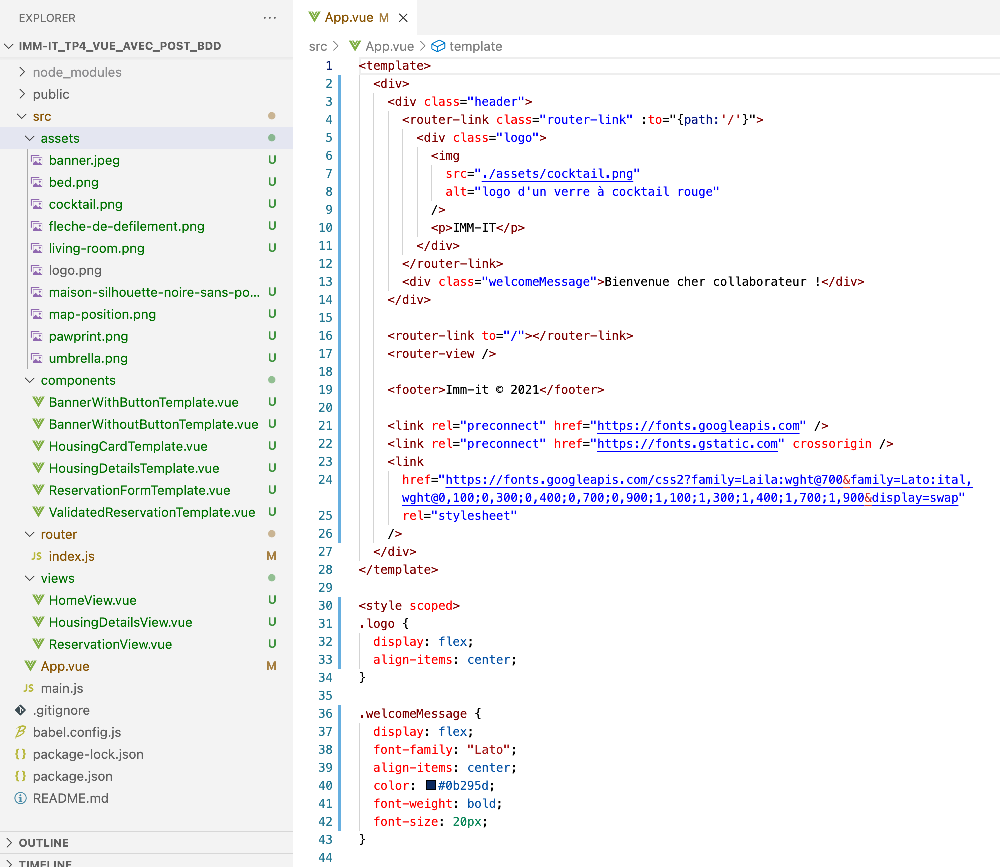 EXPLORER
IMM-IT_TP4_VUE_AVEC_POST_BDD
node_modules
public
src
assets
banner.jpeg U
bed.png U
cocktail.png U
fleche-de-defilement.png U
living-room.png U
logo.png
maison-silhouette-noire-sans-po... U
map-position.png U
pawprint.png U
umbrella.png U
components
BannerWithButtonTemplate.vue U
BannerWithoutButtonTemplate.vue U
HousingCardTemplate.vue U
HousingDetailsTemplate.vue U
ReservationFormTemplate.vue U
ValidatedReservationTemplate.vue U
router
JS index.js M
views
HomeView.vue U
HousingDetailsView.vue U
ReservationView.vue U
App.vue M
JS main.js
.gitignore
babel.config.js
{} package-lock.json
{} package.json
README.md
OUTLINE
TIMELINE
App.vue M
src > App.vue > template
1 <template>
2 <div>
3 <div class="header">
4 <router-link class="router-link" :to="{path:'/'}">
5 <div class="logo">
6 <img
7 src="./assets/cocktail.png"
8 alt="logo d'un verre à cocktail rouge"
9 />
10 <p>IMM-IT</p>
11 </div>
12 </router-link>
13 <div class="welcomeMessage">Bienvenue cher collaborateur !</div>
14 </div>
15
16 <router-link to="/"></router-link>
17 <router-view />
18
19 <footer>Imm-it © 2021</footer>
20
21 <link rel="preconnect" href="https://fonts.googleapis.com" />
22 <link rel="preconnect" href="https://fonts.gstatic.com" crossorigin />
23 <link
24 href="https://fonts.googleapis.com/css2?family=Laila:wght@700&family=Lato:ital,
wght@0,100;0,300;0,400;0,700;0,900;1,100;1,300;1,400;1,700;1,900&display=swap"
25 rel="stylesheet"
26 />
27 </div>
28 </template>
29
30 <style scoped>
31 .logo {
32 display: flex;
33 align-items: center;
34 }
35
36 .welcomeMessage {
37 display: flex;
38 font-family: "Lato";
39 align-items: center;
40 color: #0b295d;
41 font-weight: bold;
42 font-size: 20px;
43 }
44